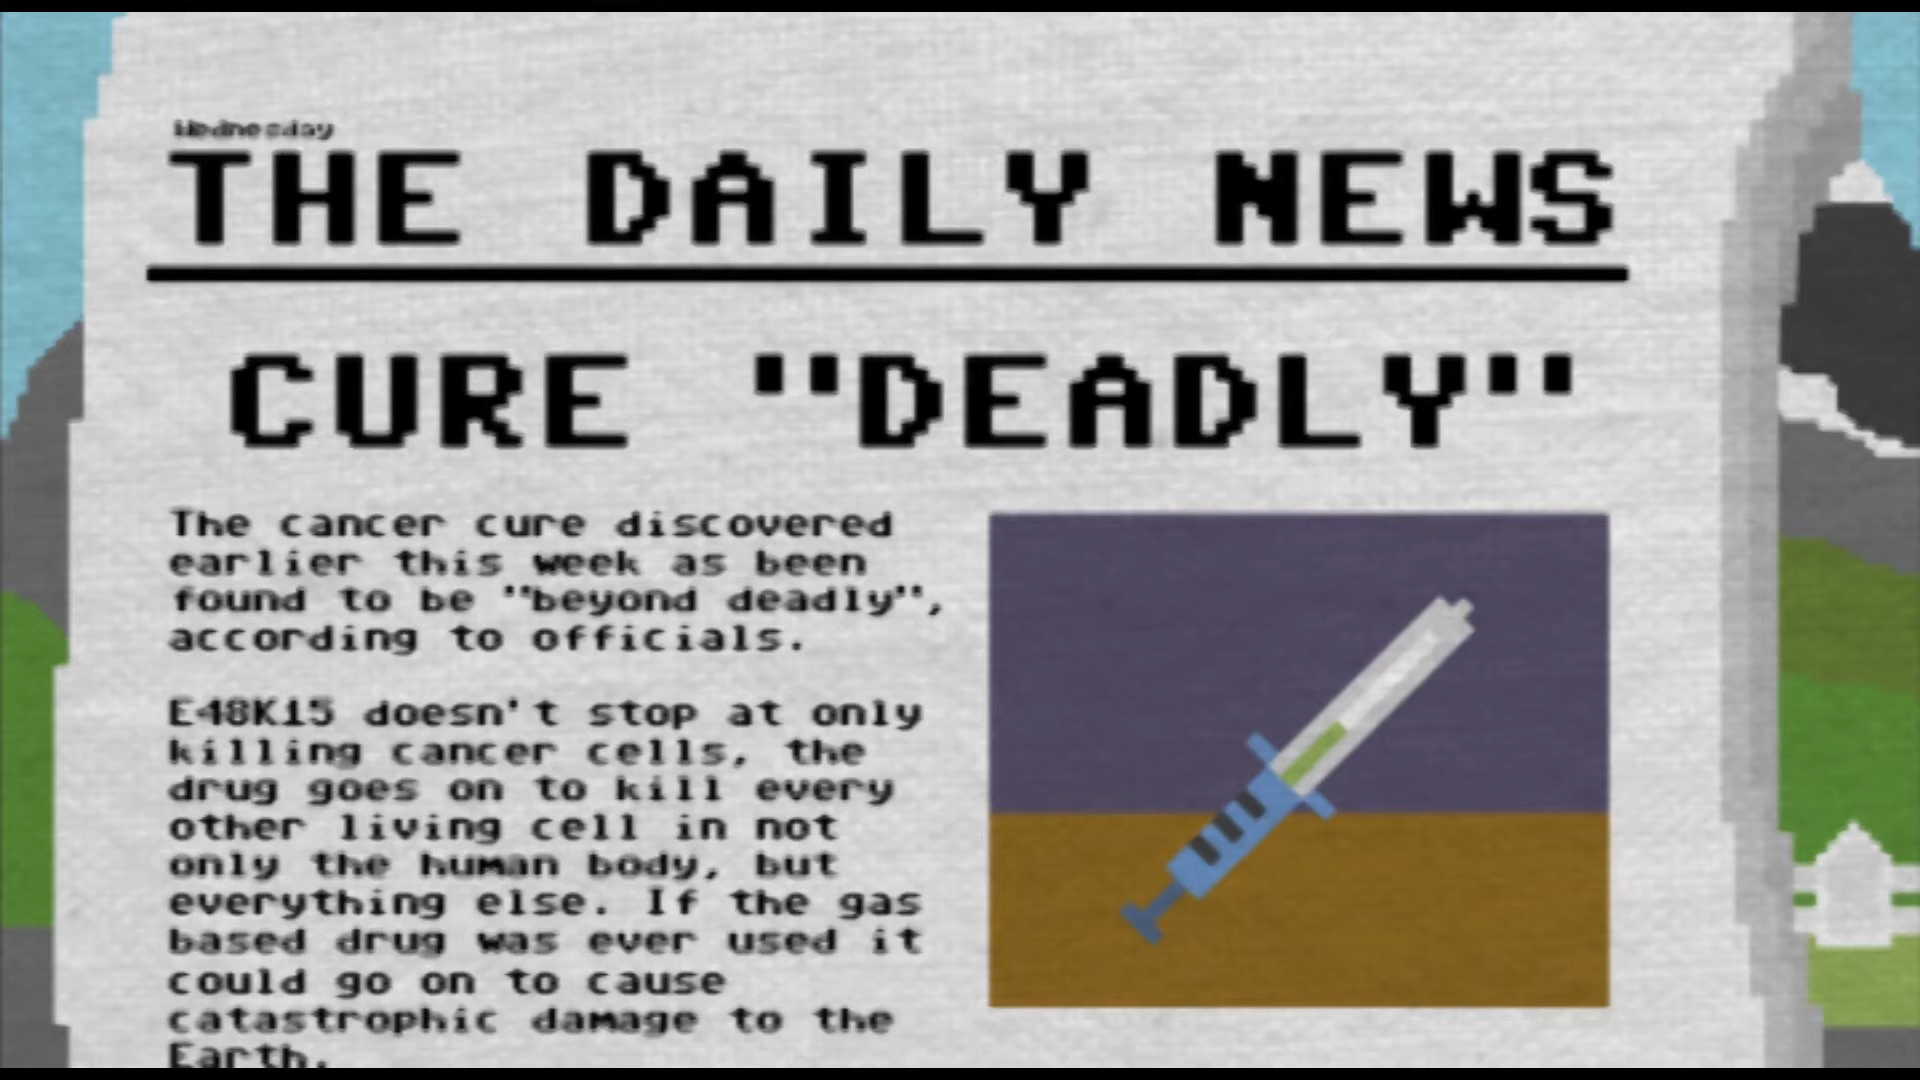 Wednesday
THE DAILY NEWS
CURE "DEADLY"
The cancer cure discovered
earlier this week as been
found to be "beyond deadly",
according to officials.
E48K15 doesn't stop at only
killing cancer cells, the
drug goes on to kill every
other living cell in not
only the human body, but
everything else. If the gas
based drug was ever used it
could go on to cause
catastrophic damage to the
Earth.